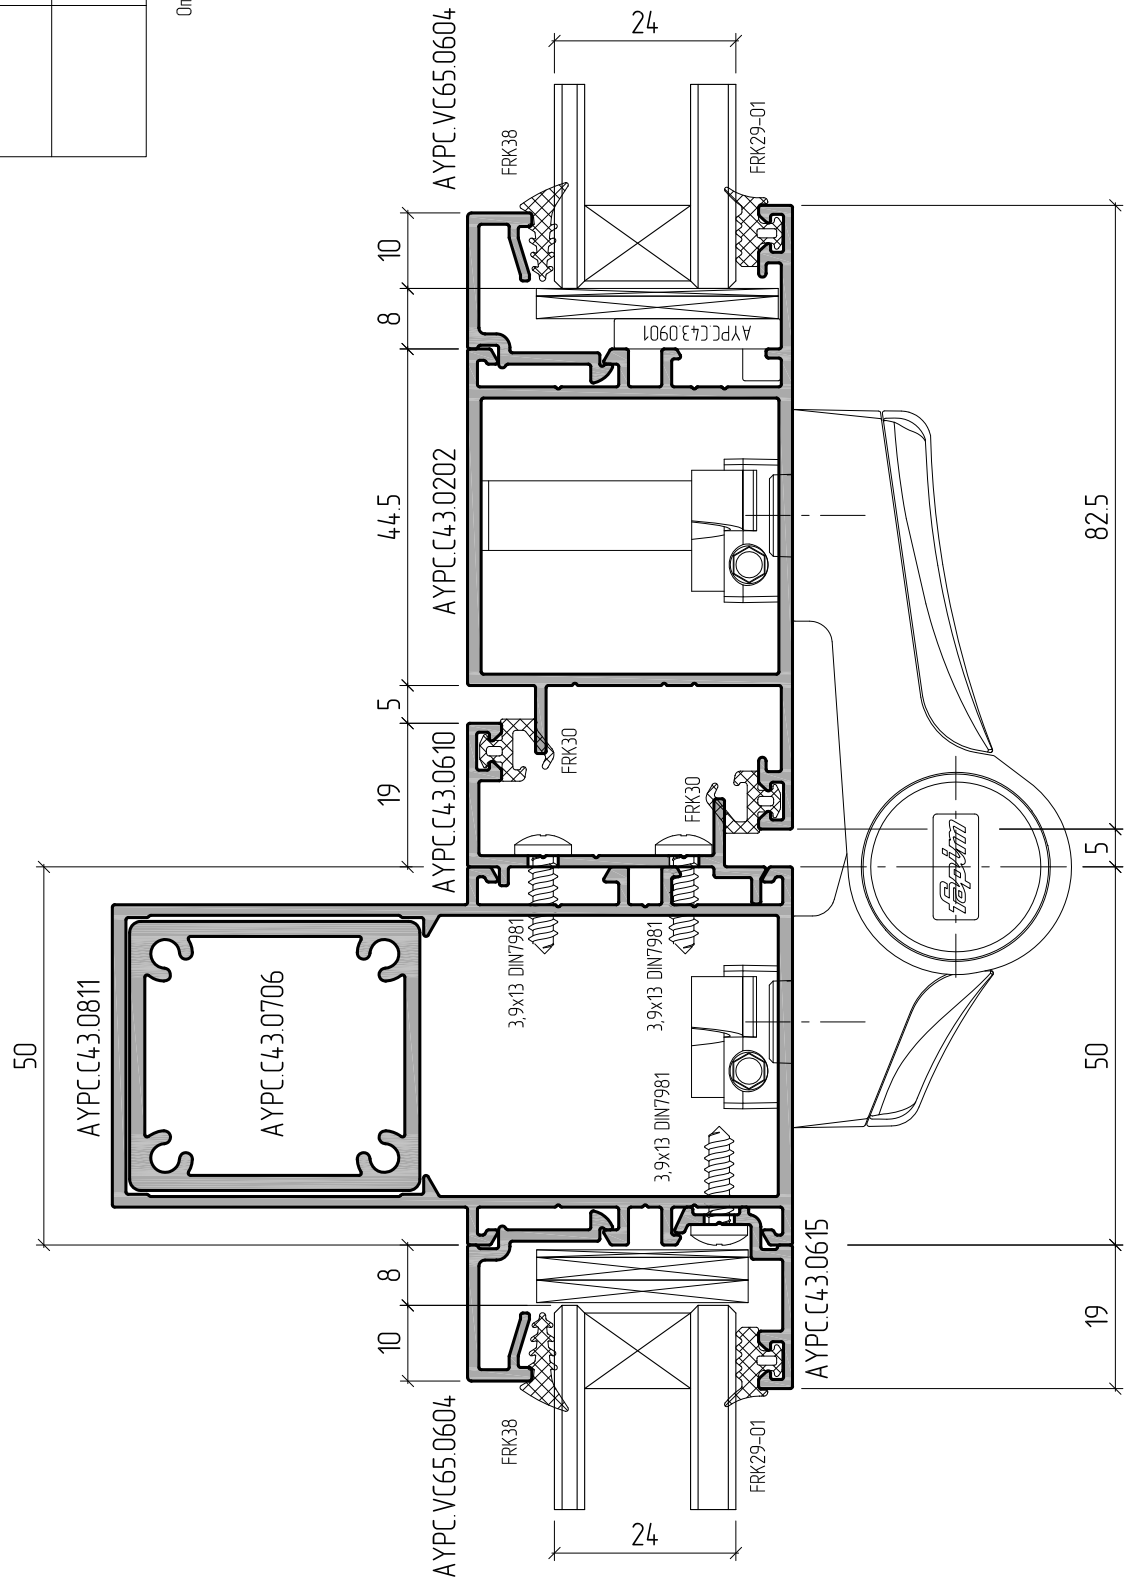 Оп
24
AYPC.VC65.0604
FRK38
FRK29-01
10
8
AYPC.C43.0901
44.5
AYPC.C43.0202
82.5
5
19
AYPC.C43.0610
FRK30
FRK30
5
fapim
50
AYPC.C43.0811
AYPC.C43.0706
3,9x13 DIN7981
3,9x13 DIN7981
3,9x13 DIN7981
50
8
10
AYPC.C43.0615
19
AYPC.VC65.0604
FRK38
FRK29-01
24